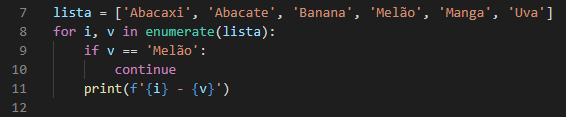 7 lista = ['Abacaxi', 'Abacate', 'Banana', 'Melão', 'Manga', 'Uva']
8 for i, v in enumerate(lista):
9     if v == 'Melão':
10         continue
11     print(f'{i} - {v}')
12